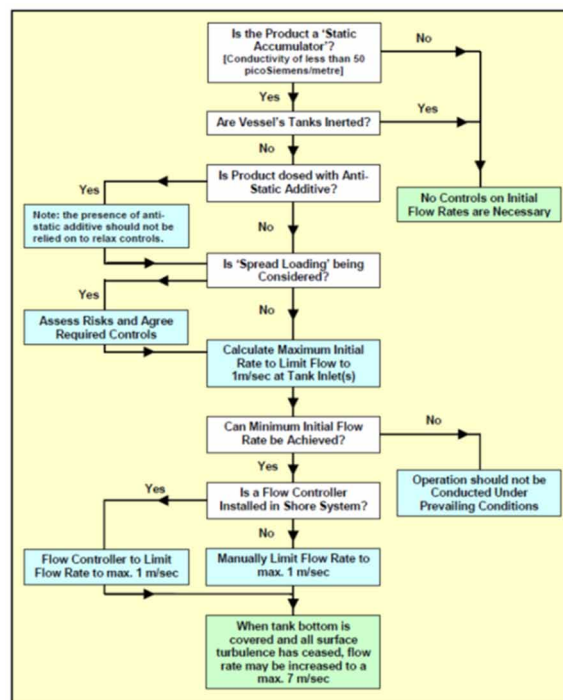 Is the Product a 'Static
Accumulator'?
[Conductivity of less than 50
picoSiemens/metre]
No
Yes
Are Vessel's Tanks Inerted?
Yes
No
Is Product dosed with Anti-
Static Additive?
Yes
No Controls on Initial
Flow Rates are Necessary
Note: the presence of anti-
static additive should not be
relied on to relax controls.
No
Is 'Spread Loading' being
Considered?
Yes
No
Assess Risks and Agree
Required Controls
Calculate Maximum Initial
Rate to Limit Flow to
1m/sec at Tank Inlet(s)
Can Minimum Initial Flow
Rate be Achieved?
No
Yes
Operation should not be
Conducted Under
Prevailing Conditions
Is a Flow Controller
Installed in Shore System?
Yes
No
Flow Controller to Limit
Flow Rate to max. 1 m/sec
Manually Limit Flow Rate to
max. 1 m/sec
When tank bottom is
covered and all surface
turbulence has ceased, flow
rate may be increased to a
max. 7 m/sec